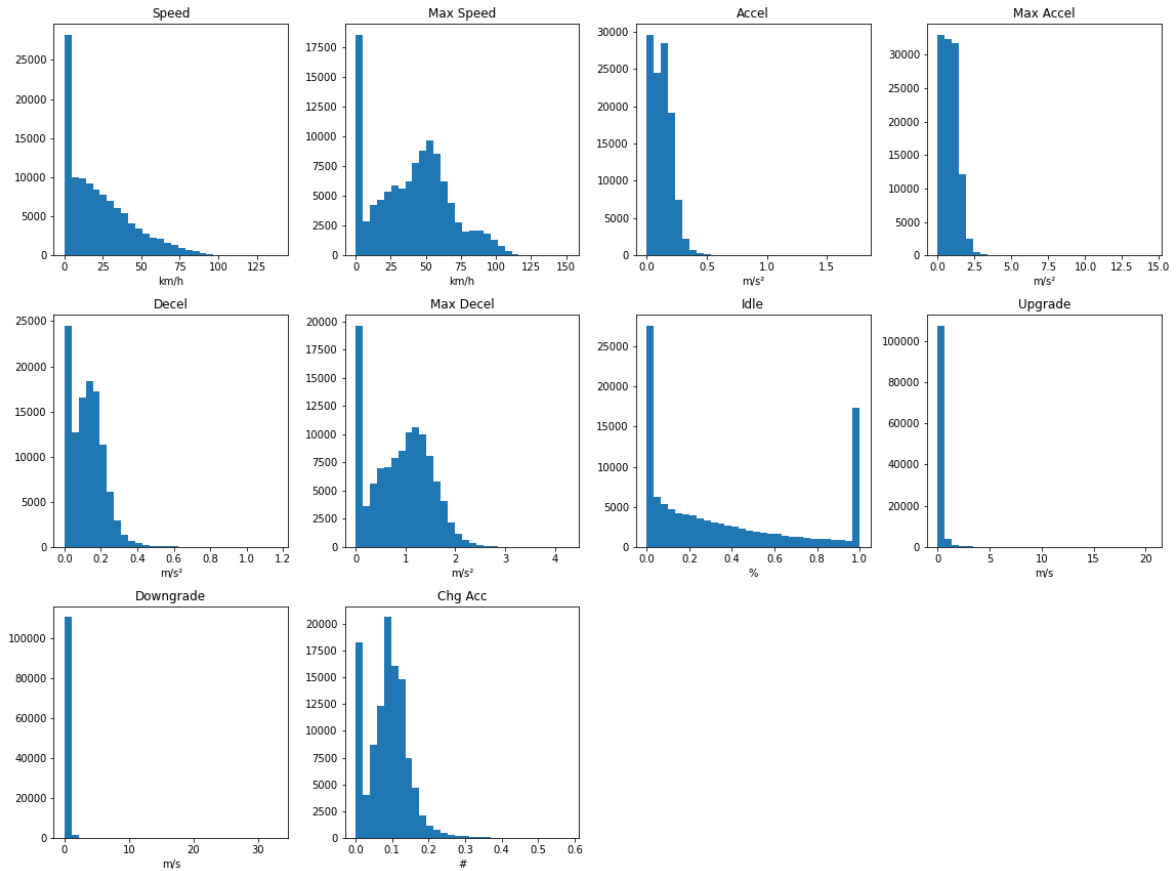 Speed
28000
25000
20000
15000
10000
5000
0
0 25 50 75 100 125
km/h
Max Speed
17500
15000
12500
10000
7500
5000
2500
0
0 25 50 75 100 125 150
km/h
Accel
30000
25000
20000
15000
10000
5000
0
0.0 0.5 1.0 1.5
m/s²
Max Accel
30000
25000
20000
15000
10000
5000
0
0.0 2.5 5.0 7.5 10.0 12.5 15.0
m/s²
Decel
25000
20000
15000
10000
5000
0
0.0 0.2 0.4 0.6 0.8 1.0 1.2
m/s²
Max Decel
20000
17500
15000
12500
10000
7500
5000
2500
0
0 1 2 3 4
m/s²
Idle
25000
20000
15000
10000
5000
0
0.0 0.2 0.4 0.6 0.8 1.0
%
Upgrade
100000
80000
60000
40000
20000
0
0 5 10 15 20
m/s
Downgrade
100000
80000
60000
40000
20000
0
0 10 20 30
m/s
Chg Acc
20000
17500
15000
12500
10000
7500
5000
2500
0
0.0 0.1 0.2 0.3 0.4 0.5 0.6
#